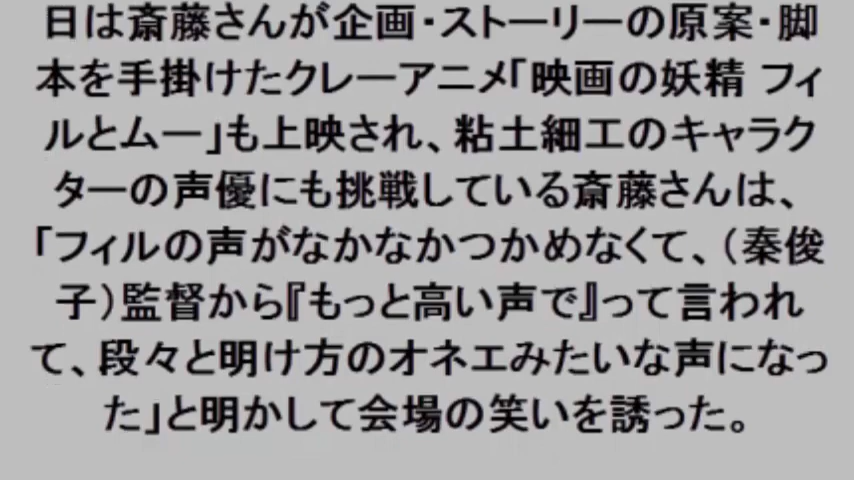 日は斎藤さんが企画・ストーリーの原案・脚
本を手掛けたクレーアニメ「映画の妖精 フィ
ルとムー」も上映され、粘土細工のキャラク
ターの声優にも挑戦している斎藤さんは、
「フィルの声がなかなかつかめなくて、（秦俊
子）監督から『もっと高い声で』って言われ
て、段々と明け方のオネエみたいな声になっ
た」と明かして会場の笑いを誘った。